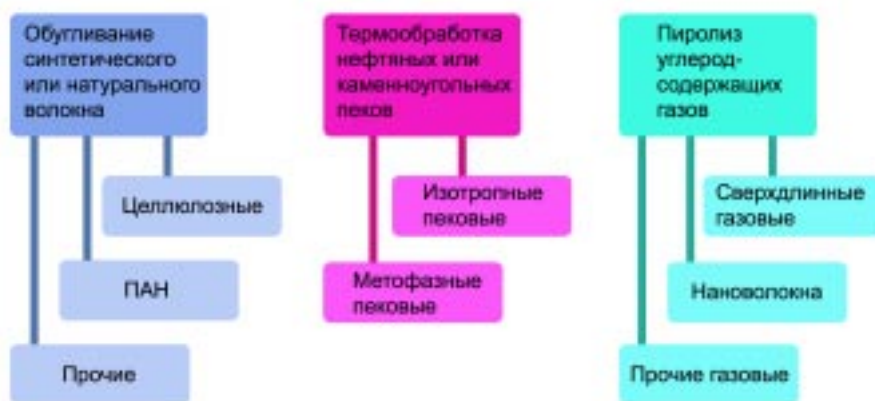 Обугливание
синтетического
или натурального
волокна
Целлюлозные
ПАН
Прочие
Термообработка
нефтяных или
каменноугольных
пеков
Изотропные
пековые
Метофазные
пековые
Пиролиз
углерод-
содержащих
газов
Сверхдлинные
газовые
Нановолокна
Прочие газовые